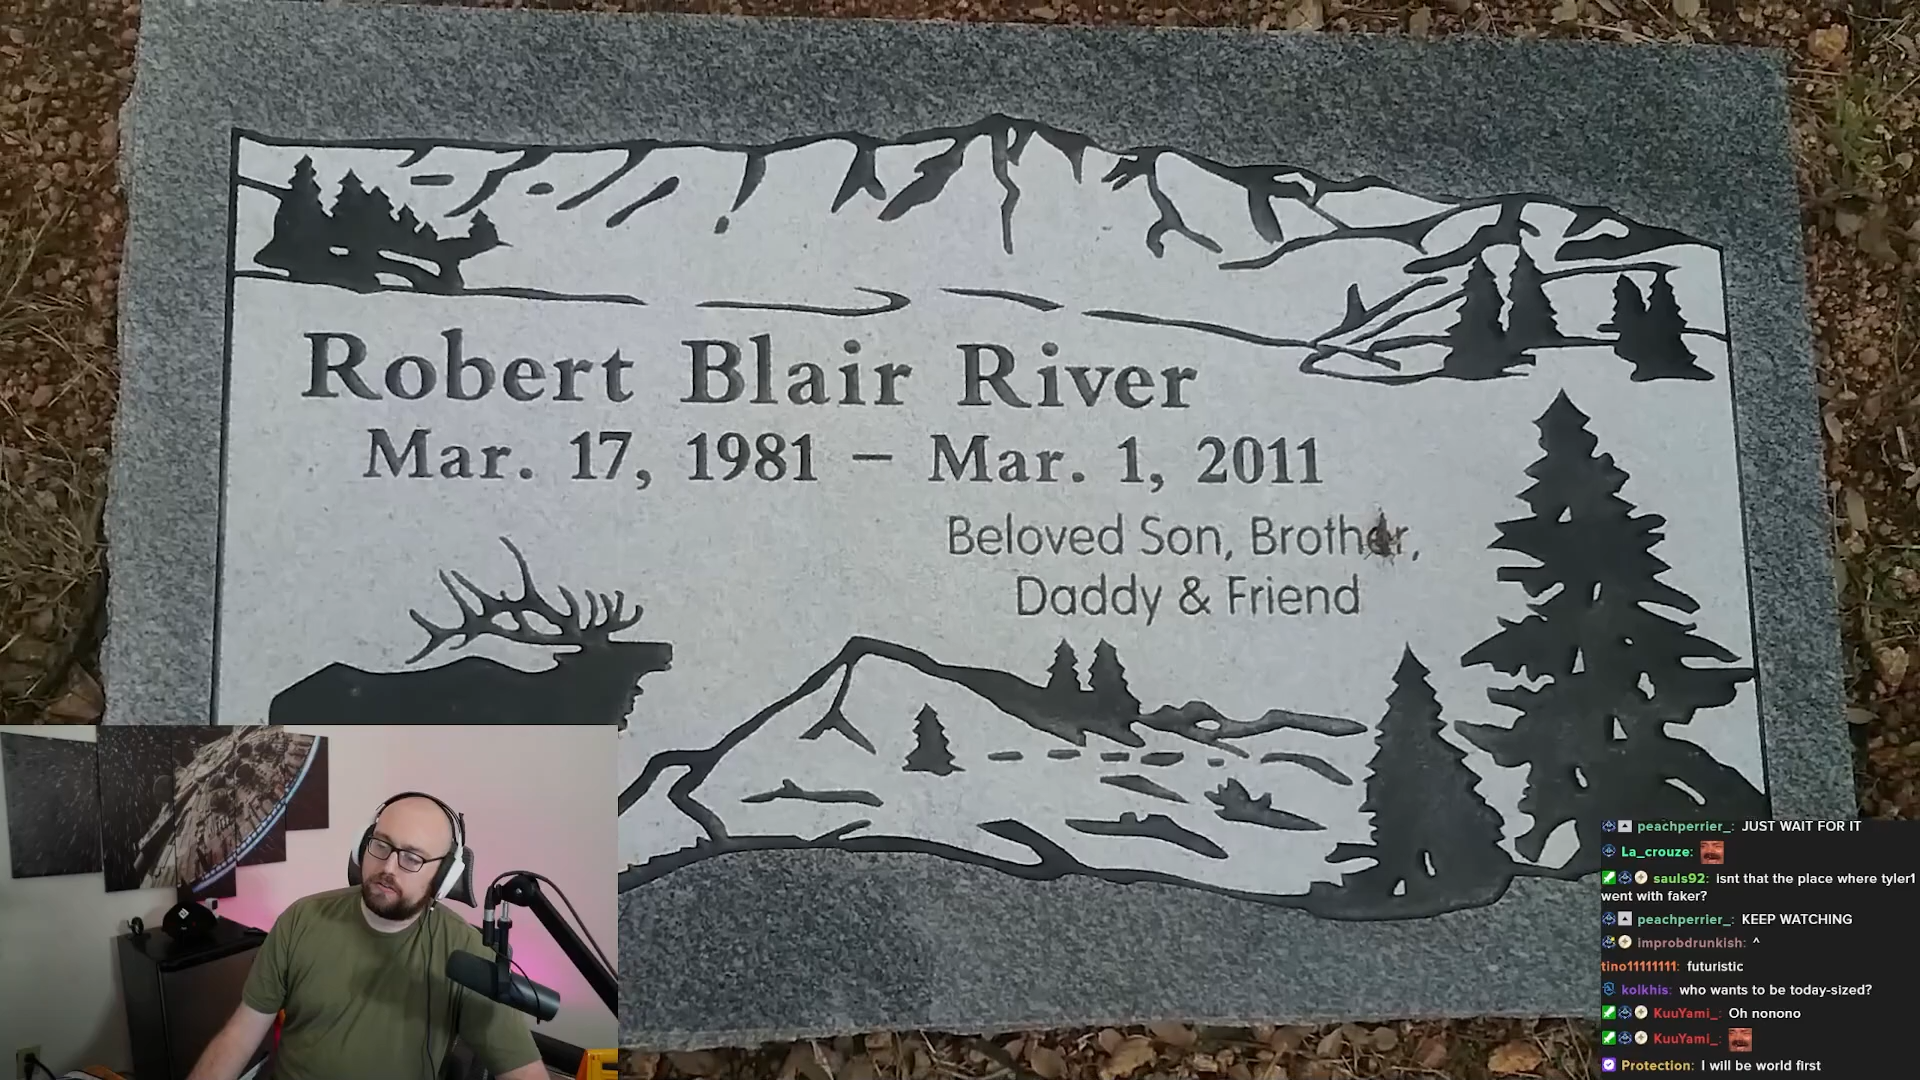 Robert Blair River
Mar. 17, 1981 – Mar. 1, 2011
Beloved Son, Brother,
Daddy & Friend
peachperrier_: JUST WAIT FOR IT
La_crouze:
sauls92: isnt that the place where tyler1
went with faker?
peachperrier_: KEEP WATCHING
improbdrunkish: ^
tino11111111: futuristic
kolkhis: who wants to be today-sized?
KuuYami_: Oh nonono
KuuYami_:
Protection: I will be world first